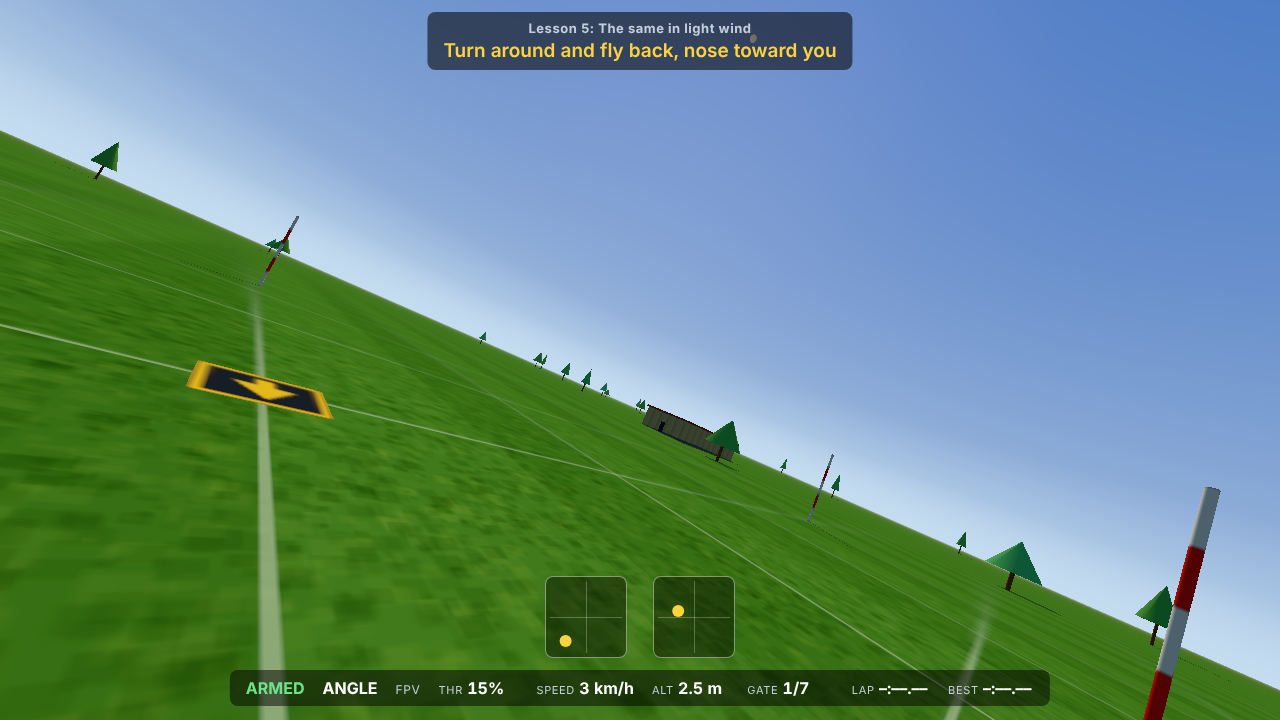 Lesson 5: The same in light wind
Turn around and fly back, nose toward you
ARMED ANGLE FPV THR 15% SPEED 3 km/h ALT 2.5 m GATE 1/7 LAP –:––.–– BEST –:––.––